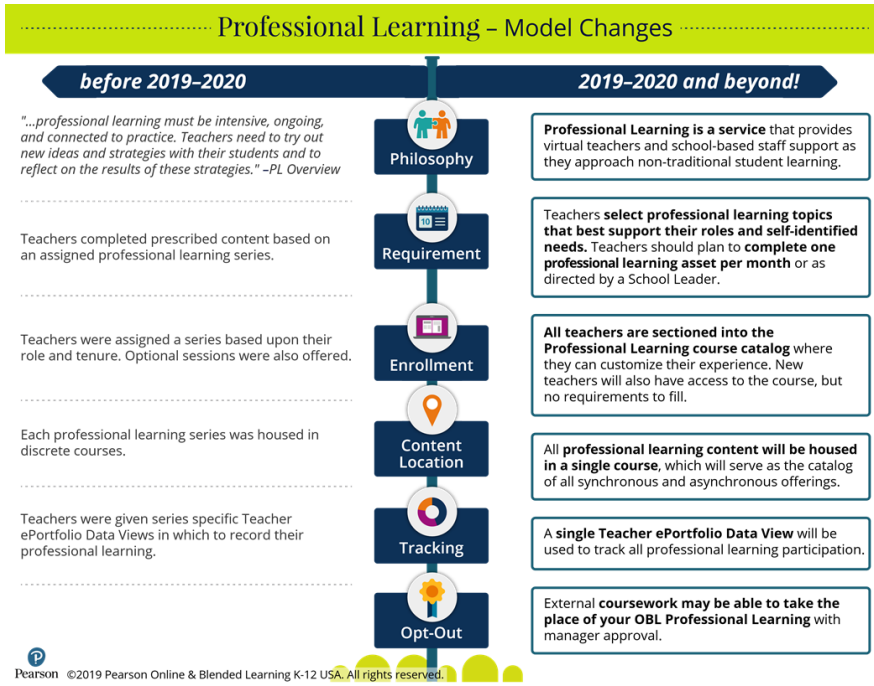 Professional Learning – Model Changes
before 2019–2020
2019–2020 and beyond!
"...professional learning must be intensive, ongoing,
and connected to practice. Teachers need to try out
new ideas and strategies with their students and to
reflect on the results of these strategies." –PL Overview
Philosophy
Professional Learning is a service that provides
virtual teachers and school-based staff support as
they approach non-traditional student learning.
Teachers completed prescribed content based on
an assigned professional learning series.
10
Requirement
Teachers select professional learning topics
that best support their roles and self-identified
needs. Teachers should plan to complete one
professional learning asset per month or as
directed by a School Leader.
Teachers were assigned a series based upon their
role and tenure. Optional sessions were also offered.
Enrollment
All teachers are sectioned into the
Professional Learning course catalog where
they can customize their experience. New
teachers will also have access to the course, but
no requirements to fill.
Each professional learning series was housed in
discrete courses.
Content
Location
All professional learning content will be housed
in a single course, which will serve as the catalog
of all synchronous and asynchronous offerings.
Teachers were given series specific Teacher
ePortfolio Data Views in which to record their
professional learning.
Tracking
A single Teacher ePortfolio Data View will be
used to track all professional learning participation.
Opt-Out
External coursework may be able to take the
place of your OBL Professional Learning with
manager approval.
P
Pearson ©2019 Pearson Online & Blended Learning K-12 USA. All rights reserved.